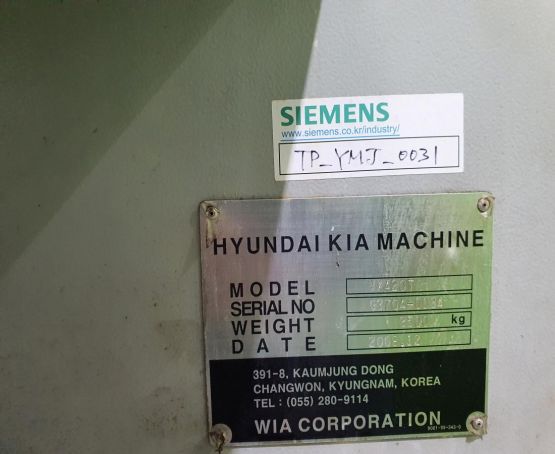 SIEMENS
www.siemens.co.kr/industry/
TP_YMJ_0031
HYUNDAI KIA MACHINE
MODEL
SERIAL NO
WEIGHT kg
DATE
391-8, KAUMJUNG DONG
CHANGWON, KYUNGNAM, KOREA
TEL : (055) 280-9114
WIA CORPORATION